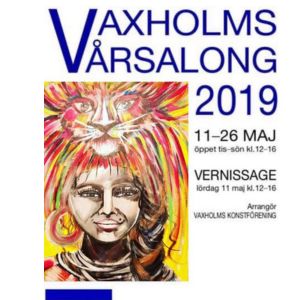 VAXHOLMS
VÅRSALONG
2019
11–26 MAJ
öppet tis–sön kl.12–16
VERNISSAGE
lördag 11 maj kl.12–16
Arrangör
VAXHOLMS KONSTFÖRENING